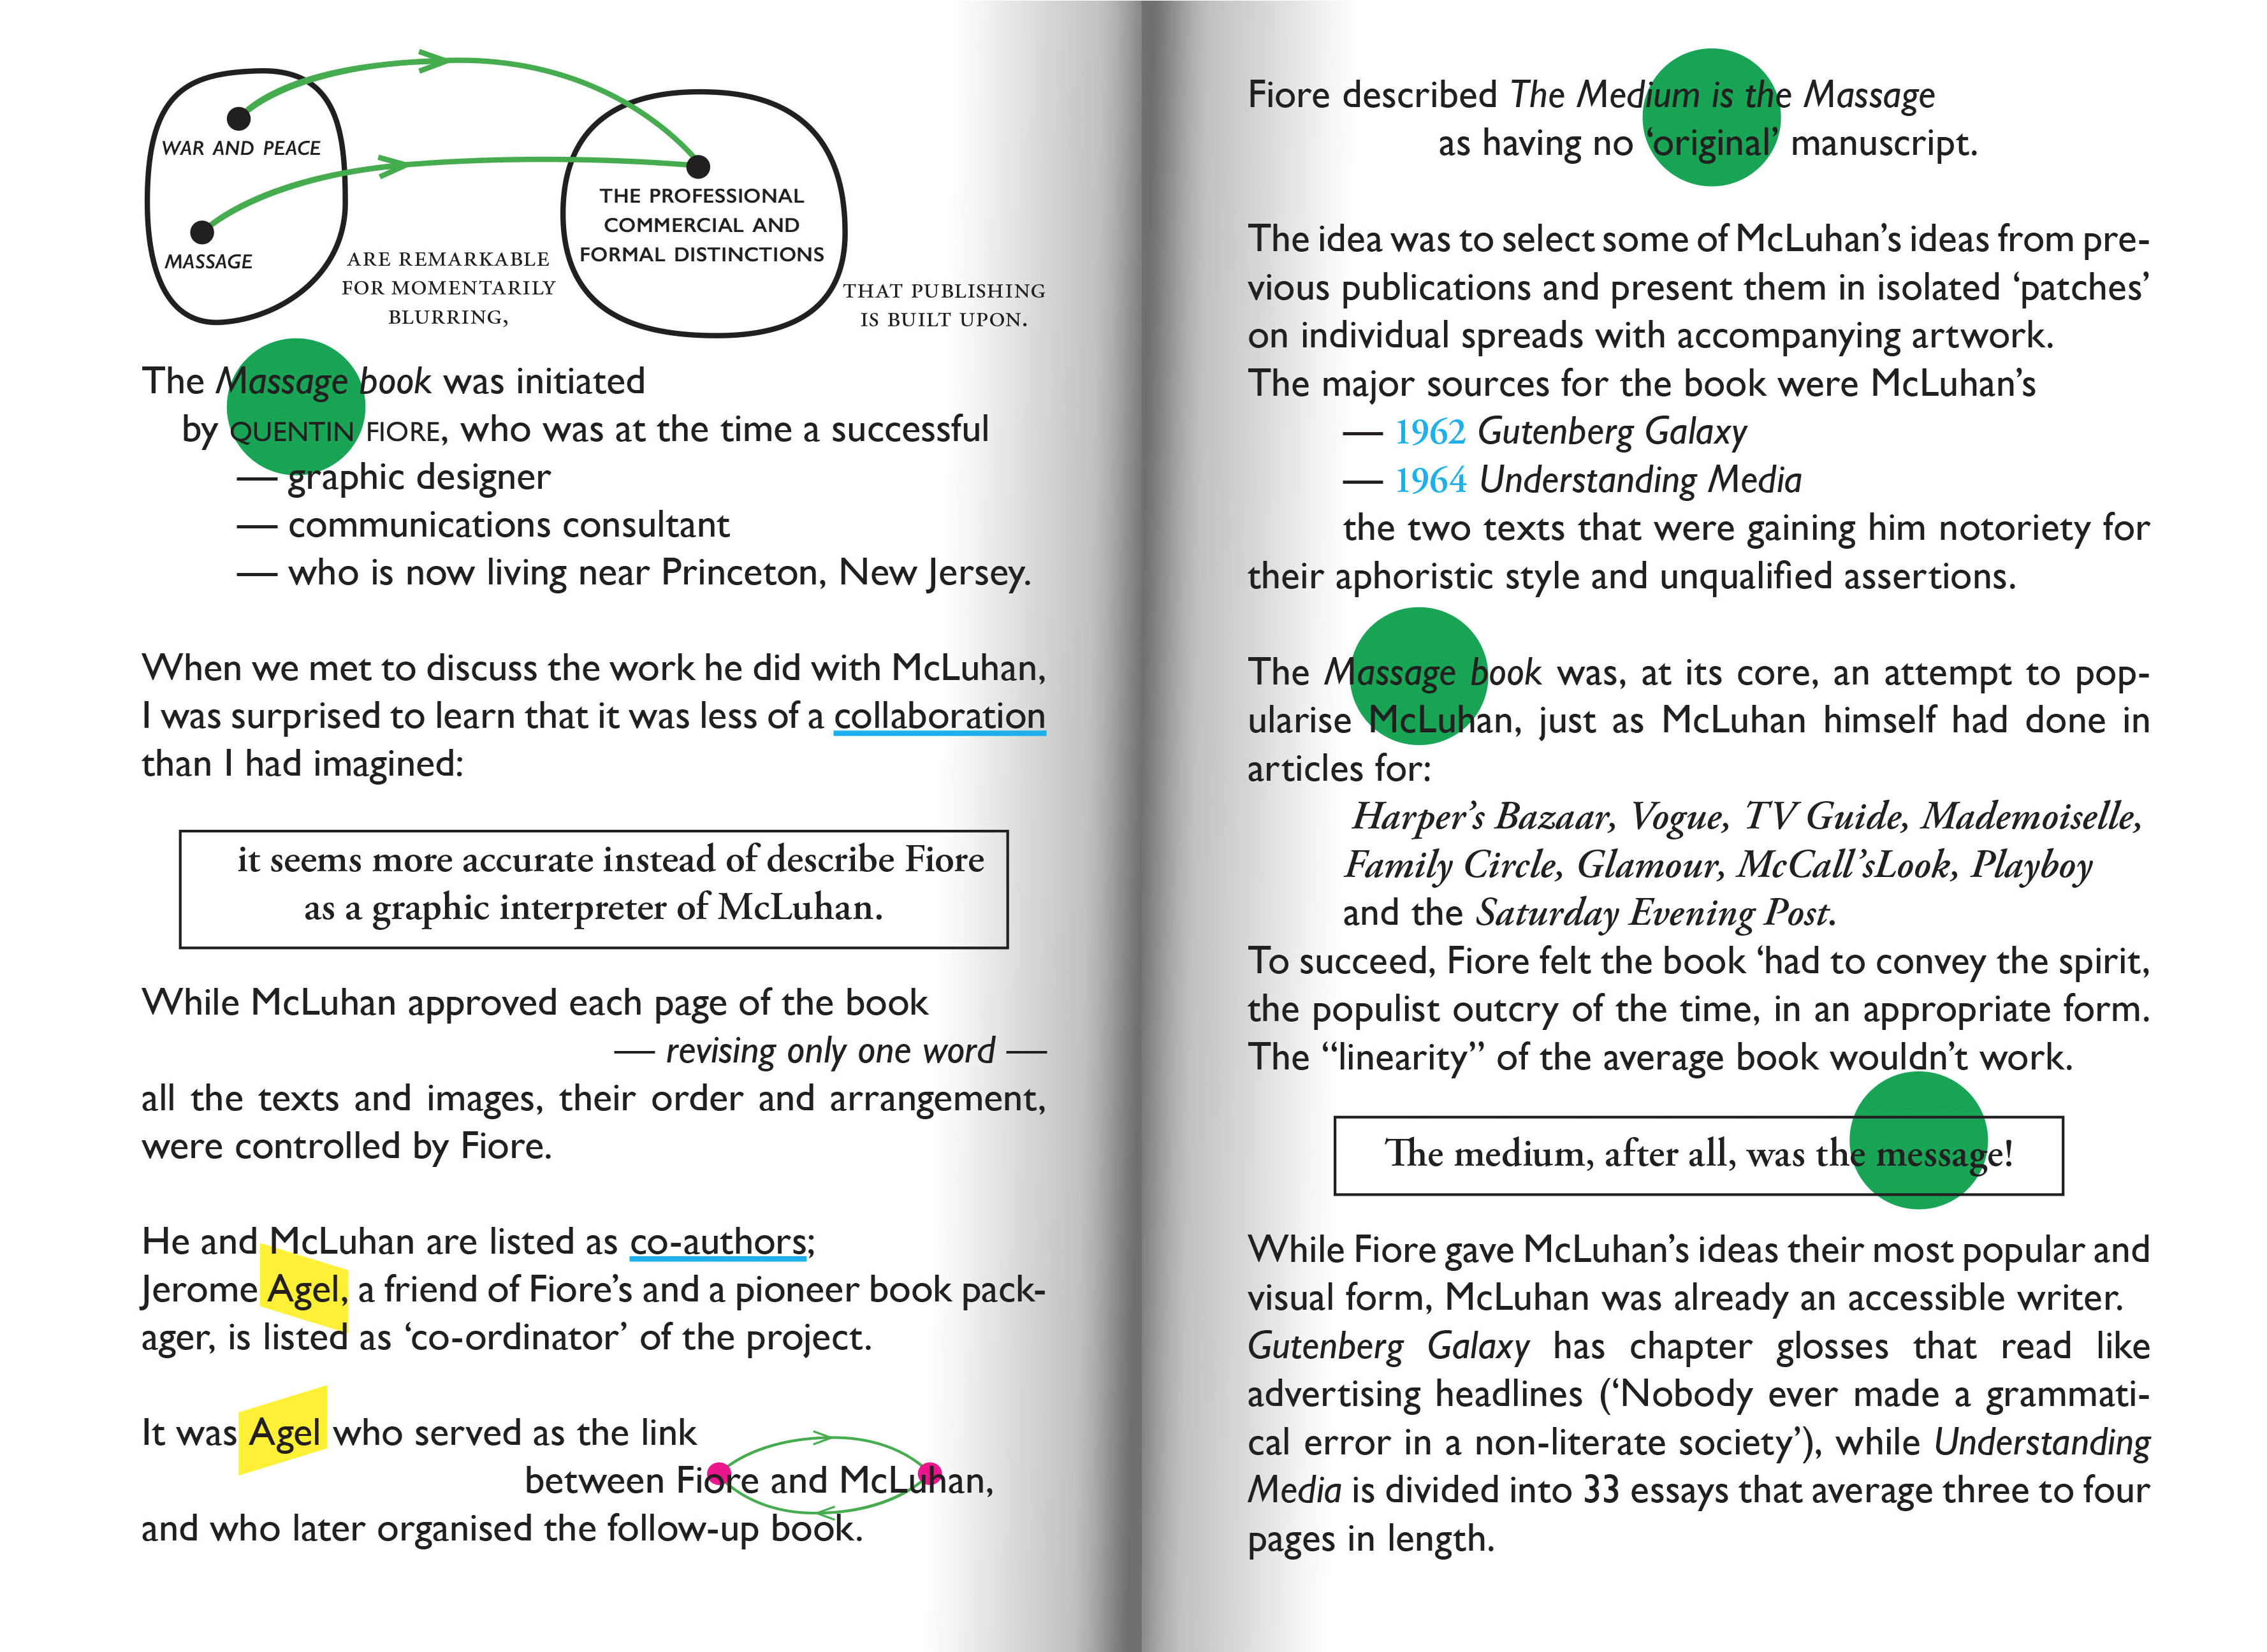 WAR AND PEACE
MASSAGE
ARE REMARKABLE
FOR MOMENTARILY
BLURRING,
THE PROFESSIONAL
COMMERCIAL AND
FORMAL DISTINCTIONS
THAT PUBLISHING
IS BUILT UPON.
The Massage book was initiated
by QUENTIN FIORE, who was at the time a successful
— graphic designer
— communications consultant
— who is now living near Princeton, New Jersey.
When we met to discuss the work he did with McLuhan,
I was surprised to learn that it was less of a collaboration
than I had imagined:
it seems more accurate instead of describe Fiore
as a graphic interpreter of McLuhan.
While McLuhan approved each page of the book
— revising only one word —
all the texts and images, their order and arrangement,
were controlled by Fiore.
He and McLuhan are listed as co-authors;
Jerome Agel, a friend of Fiore’s and a pioneer book pack-
ager, is listed as ‘co-ordinator’ of the project.
It was Agel who served as the link
between Fiore and McLuhan,
and who later organised the follow-up book.
Fiore described The Medium is the Massage
as having no ‘original’ manuscript.
The idea was to select some of McLuhan’s ideas from pre-
vious publications and present them in isolated ‘patches’
on individual spreads with accompanying artwork.
The major sources for the book were McLuhan’s
— 1962 Gutenberg Galaxy
— 1964 Understanding Media
the two texts that were gaining him notoriety for
their aphoristic style and unqualified assertions.
The Massage book was, at its core, an attempt to pop-
ularise McLuhan, just as McLuhan himself had done in
articles for:
Harper’s Bazaar, Vogue, TV Guide, Mademoiselle,
Family Circle, Glamour, McCall’sLook, Playboy
and the Saturday Evening Post.
To succeed, Fiore felt the book ‘had to convey the spirit,
the populist outcry of the time, in an appropriate form.
The “linearity” of the average book wouldn’t work.
The medium, after all, was the message!
While Fiore gave McLuhan’s ideas their most popular and
visual form, McLuhan was already an accessible writer.
Gutenberg Galaxy has chapter glosses that read like
advertising headlines (‘Nobody ever made a grammati-
cal error in a non-literate society’), while Understanding
Media is divided into 33 essays that average three to four
pages in length.